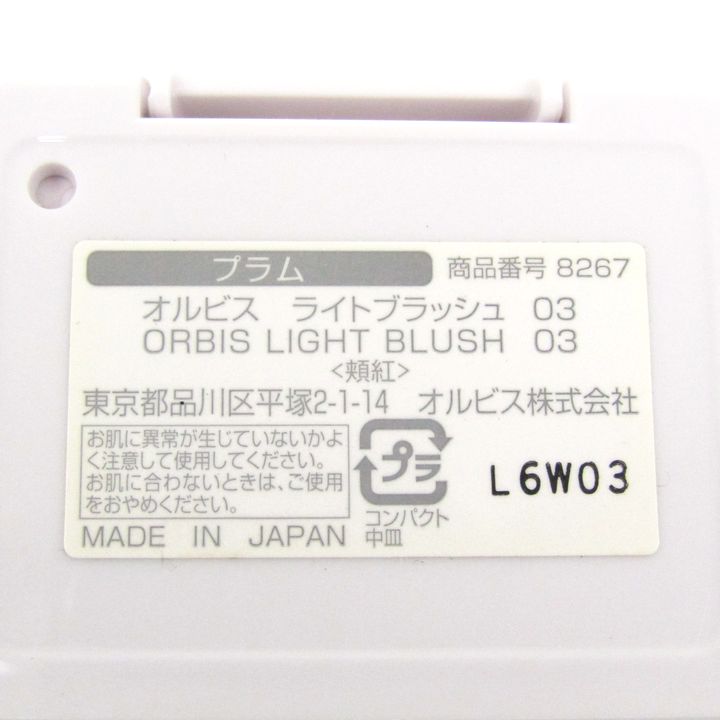 プラム 商品番号 8267
オルビス ライトブラッシュ 03
ORBIS LIGHT BLUSH 03
<頬紅>
東京都品川区平塚2-1-14 オルビス株式会社
お肌に異常が生じていないかよ
く注意して使用してください。
お肌に合わないときは、ご使用
をおやめください。
プラ
L6W03
コンパクト
中皿
MADE IN JAPAN